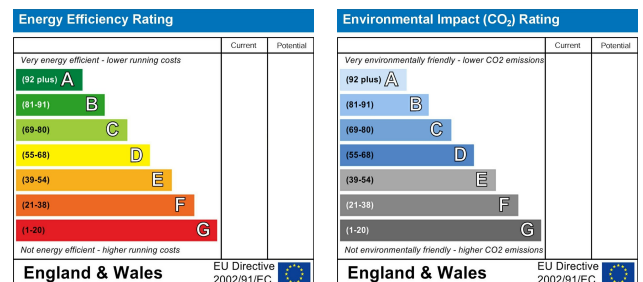 Energy Efficiency Rating
Current Potential
Very energy efficient - lower running costs
(92 plus) A
(81-91) B
(69-80) C
(55-68) D
(39-54) E
(21-38) F
(1-20) G
Not energy efficient - higher running costs
England & Wales
EU Directive
2002/91/EC
Environmental Impact (CO2) Rating
Current Potential
Very environmentally friendly - lower CO2 emissions
(92 plus) A
(81-91) B
(69-80) C
(55-68) D
(39-54) E
(21-38) F
(1-20) G
Not environmentally friendly - higher CO2 emissions
England & Wales
EU Directive
2002/91/EC